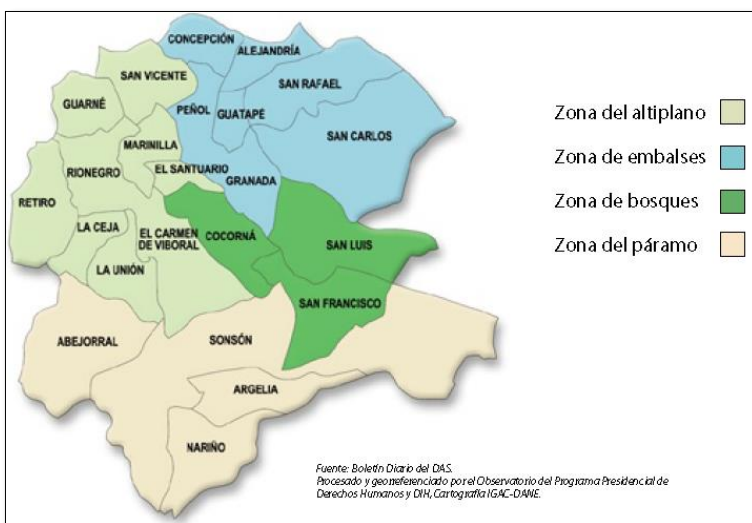 CONCEPCIÓN
ALEJANDRÍA
SAN VICENTE
SAN RAFAEL
GUARNÉ
PEÑOL
GUATAPÉ
SAN CARLOS
MARINILLA
EL SANTUARIO
RIONEGRO
GRANADA
RETIRO
LA CEJA
EL CARMEN
DE VIBORAL
COCORNÁ
SAN LUIS
LA UNIÓN
SAN FRANCISCO
ABEJORRAL
SONSÓN
ARGELIA
NARIÑO
Zona del altiplano
Zona de embalses
Zona de bosques
Zona del páramo
Fuente: Boletín Diario del DAS.
Procesado y georreferenciado por el Observatorio del Programa Presidencial de
Derechos Humanos y DIH, Cartografía IGAC-DANE.